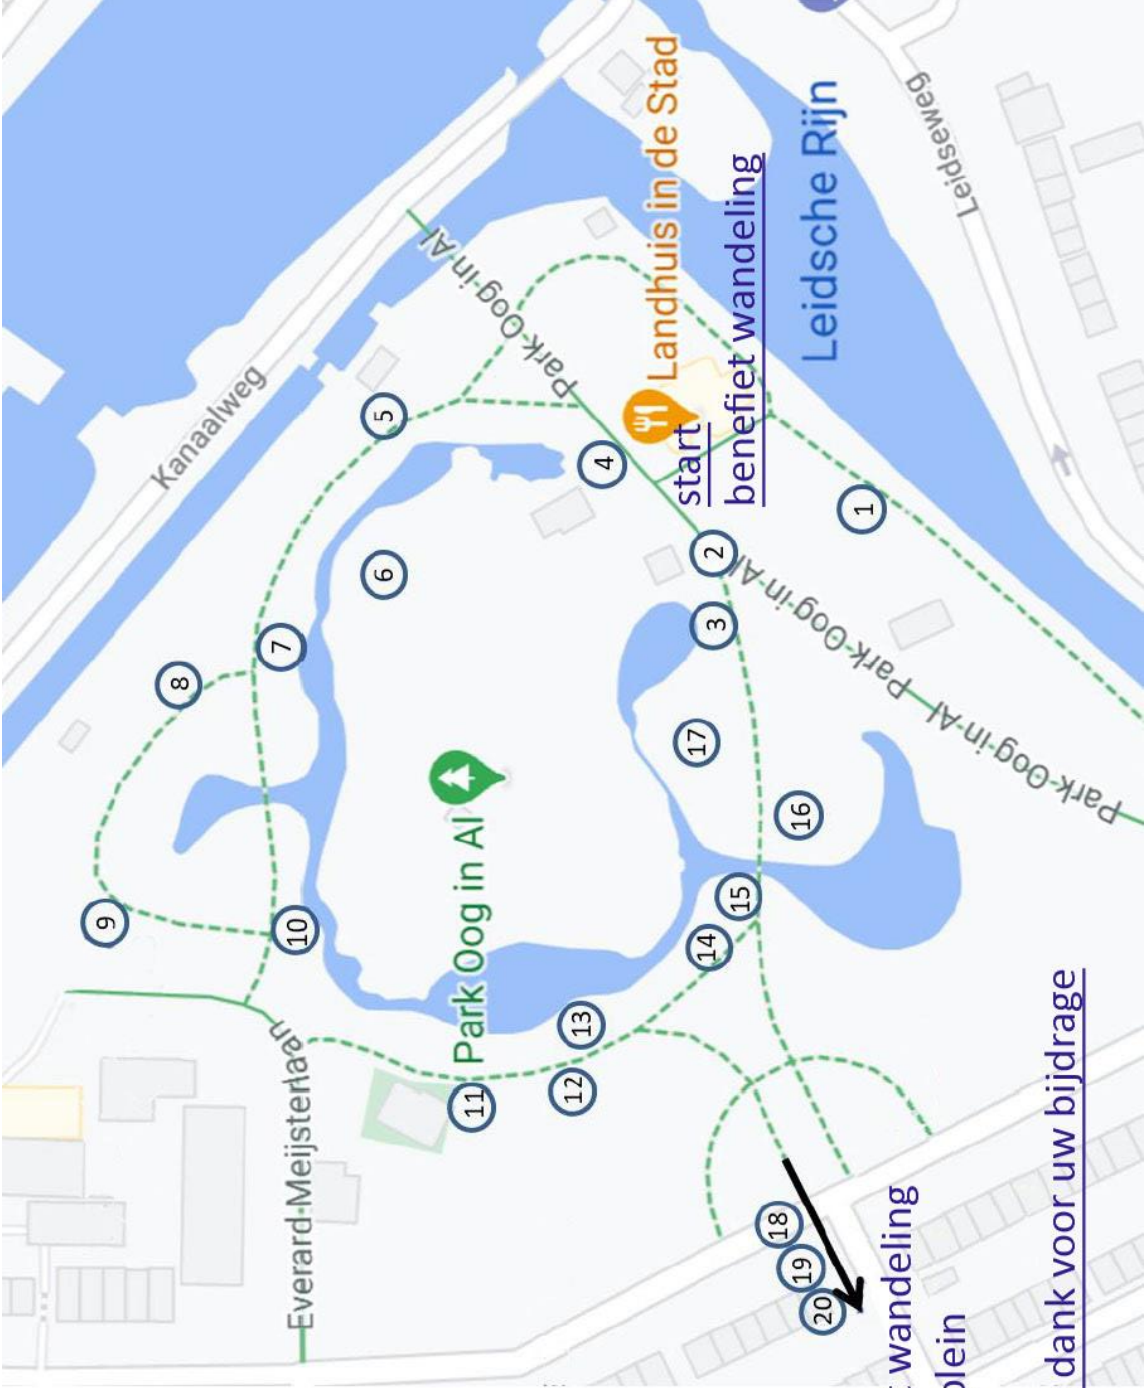 Kanaalweg
Park Oog in Al
Landhuis in de Stad
start
benefiet wandeling
Leidsche Rijn
Leidseweg
Park Oog in Al
Park Oog in Al
Park Oog in Al
Park Oog in Al
Everard Meijsterlaan
1
2
3
4
5
6
7
8
9
10
11
12
13
14
15
16
17
18
19
20
wandeling
plein
dank voor uw bijdrage